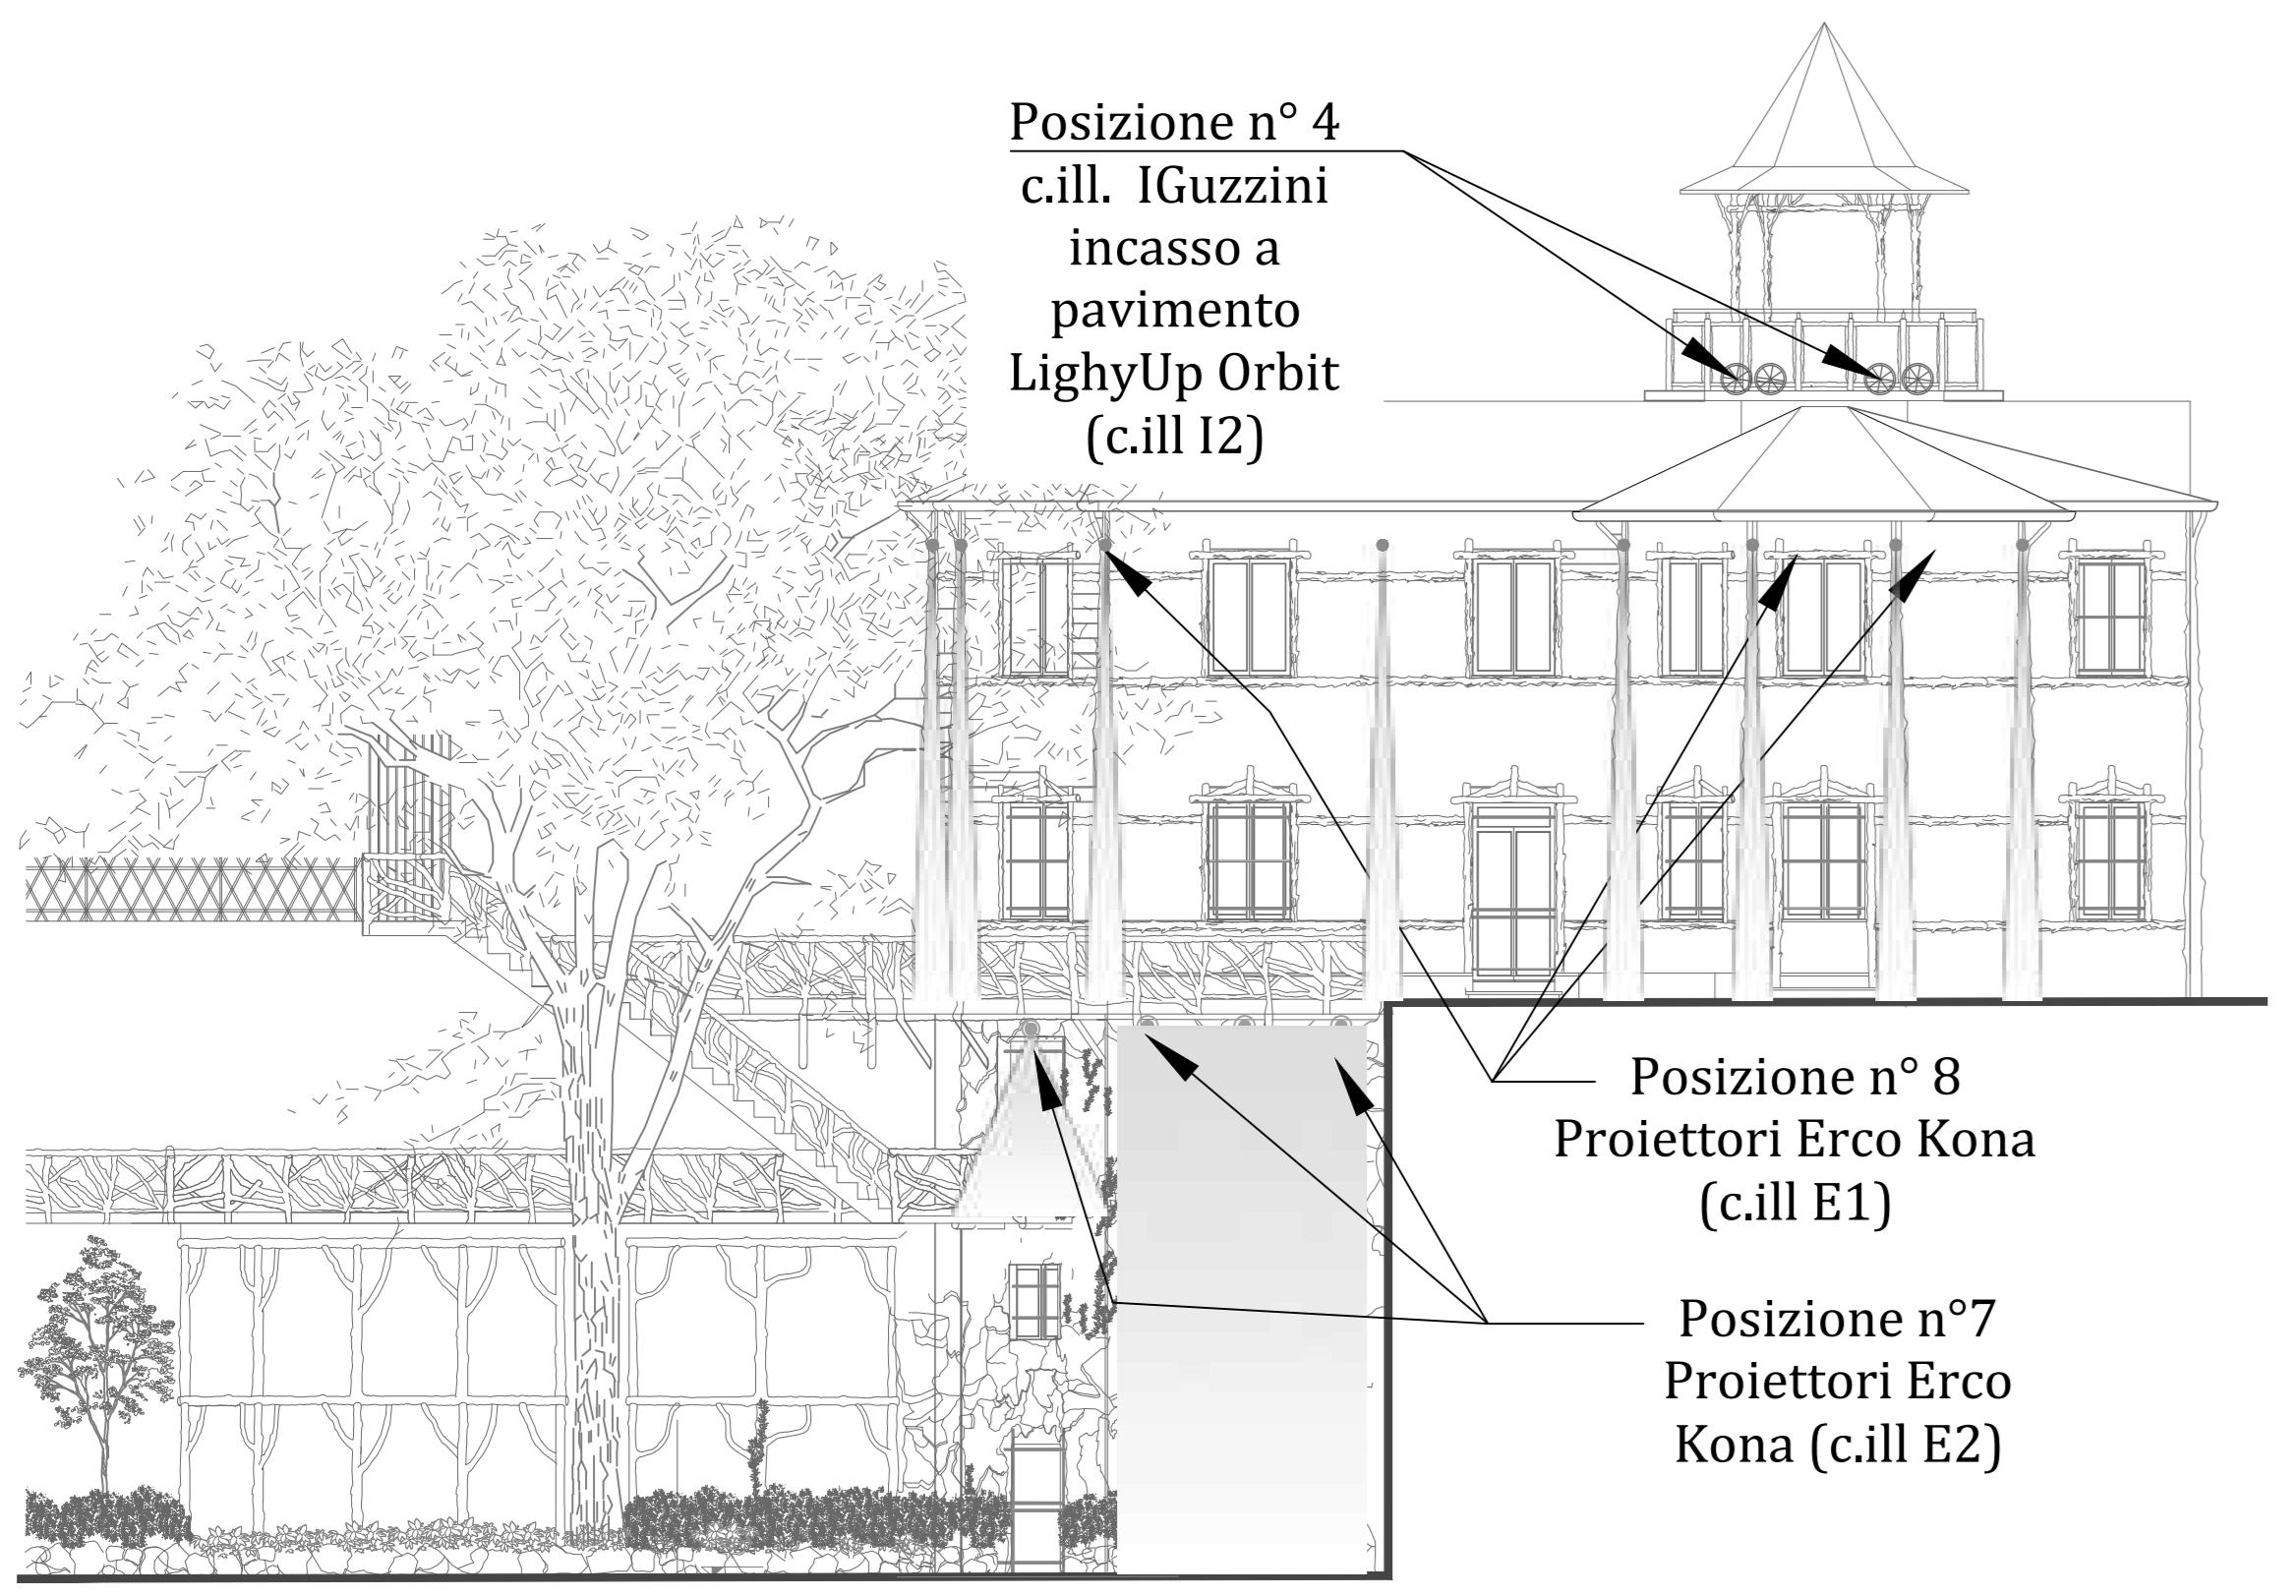 Posizione n° 4
c.ill. IGuzzini
incasso a
pavimento
LighyUp Orbit
(c.ill I2)
Posizione n° 8
Proiettori Erco Kona
(c.ill E1)
Posizione n°7
Proiettori Erco
Kona (c.ill E2)